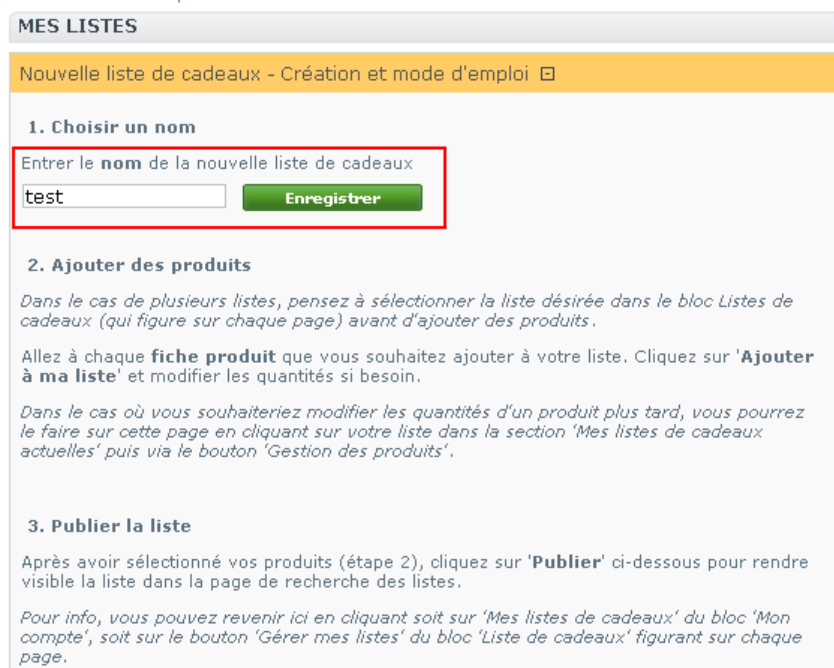 MES LISTES
Nouvelle liste de cadeaux - Création et mode d'emploi
1. Choisir un nom
Entrer le nom de la nouvelle liste de cadeaux
test
Enregistrer
2. Ajouter des produits
Dans le cas de plusieurs listes, pensez à sélectionner la liste désirée dans le bloc Listes de
cadeaux (qui figure sur chaque page) avant d'ajouter des produits.
Allez à chaque fiche produit que vous souhaitez ajouter à votre liste. Cliquez sur 'Ajouter
à ma liste' et modifier les quantités si besoin.
Dans le cas où vous souhaiteriez modifier les quantités d'un produit plus tard, vous pourrez
le faire sur cette page en cliquant sur votre liste dans la section 'Mes listes de cadeaux
actuelles' puis via le bouton 'Gestion des produits'.
3. Publier la liste
Après avoir sélectionné vos produits (étape 2), cliquez sur 'Publier' ci-dessous pour rendre
visible la liste dans la page de recherche des listes.
Pour info, vous pouvez revenir ici en cliquant soit sur 'Mes listes de cadeaux' du bloc 'Mon
compte', soit sur le bouton 'Gérer mes listes' du bloc 'Liste de cadeaux' figurant sur chaque
page.